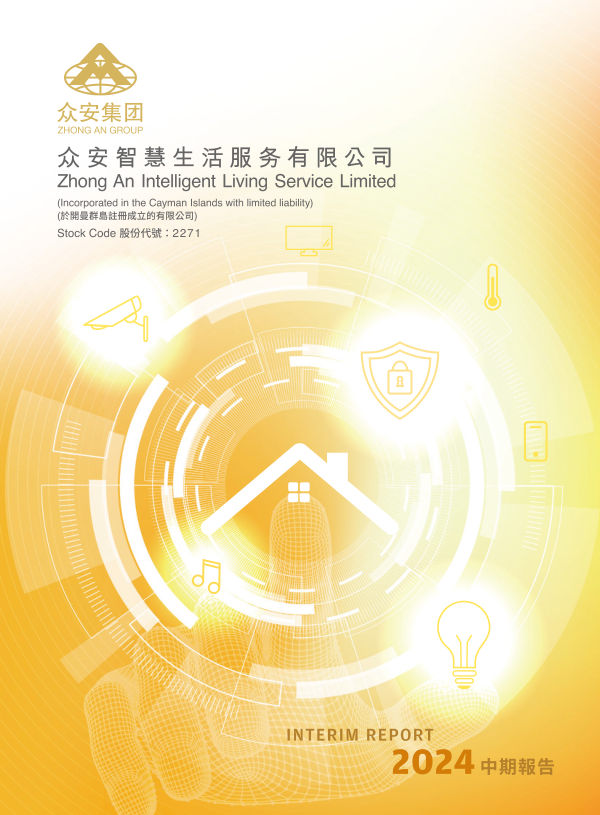 众安集团
ZHONG AN GROUP
众安智慧生活服务有限公司
Zhong An Intelligent Living Service Limited
(Incorporated in the Cayman Islands with limited liability)
(於開曼群島註冊成立的有限公司)
Stock Code 股份代號：2271
INTERIM REPORT
2024 中期報告